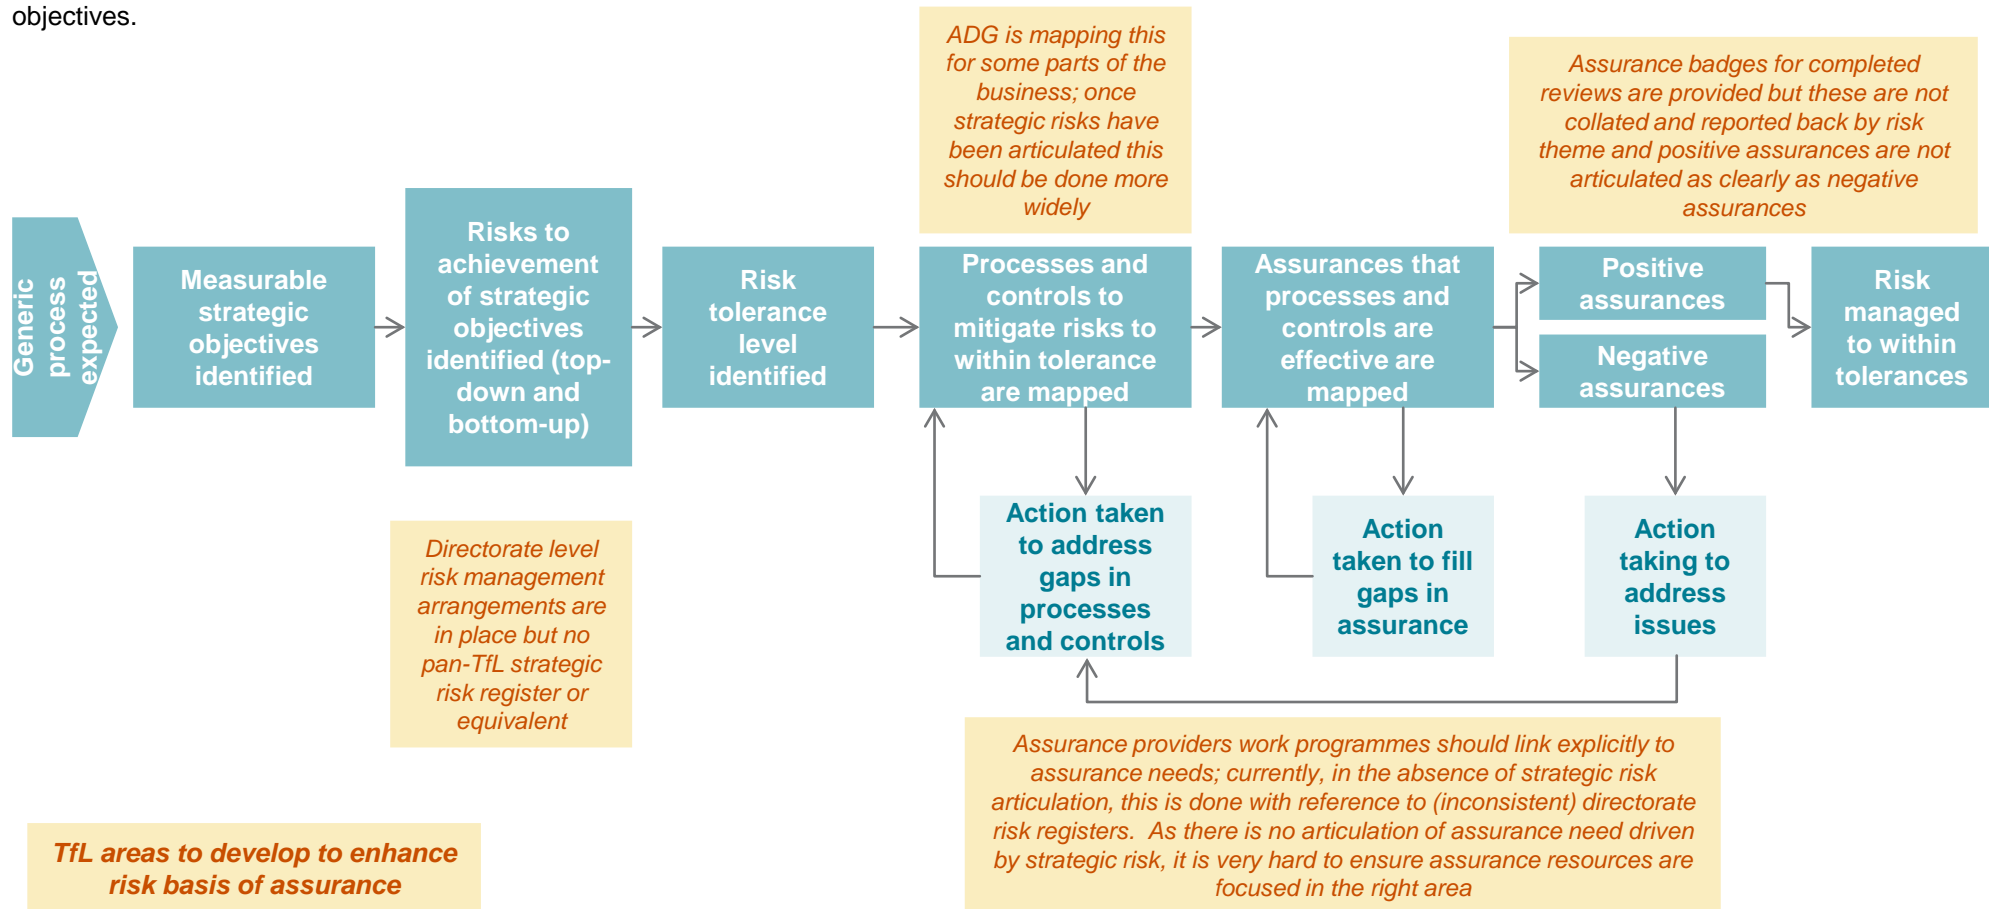 objectives.
ADG is mapping this
for some parts of the
business; once
strategic risks have
been articulated this
should be done more
widely
Assurance badges for completed
reviews are provided but these are not
collated and reported back by risk
theme and positive assurances are not
articulated as clearly as negative
assurances
Generic
process
expected
Measurable
strategic
objectives
identified
Risks to
achievement
of strategic
objectives
identified (top-
down and
bottom-up)
Risk
tolerance
level
identified
Processes and
controls to
mitigate risks to
within tolerance
are mapped
Assurances that
processes and
controls are
effective are
mapped
Positive
assurances
Negative
assurances
Risk
managed
to within
tolerances
Action taken
to address
gaps in
processes
and controls
Action
taken to fill
gaps in
assurance
Action
taking to
address
issues
Directorate level
risk management
arrangements are
in place but no
pan-TfL strategic
risk register or
equivalent
Assurance providers work programmes should link explicitly to
assurance needs; currently, in the absence of strategic risk
articulation, this is done with reference to (inconsistent) directorate
risk registers.  As there is no articulation of assurance need driven
by strategic risk, it is very hard to ensure assurance resources are
focused in the right area
TfL areas to develop to enhance
risk basis of assurance